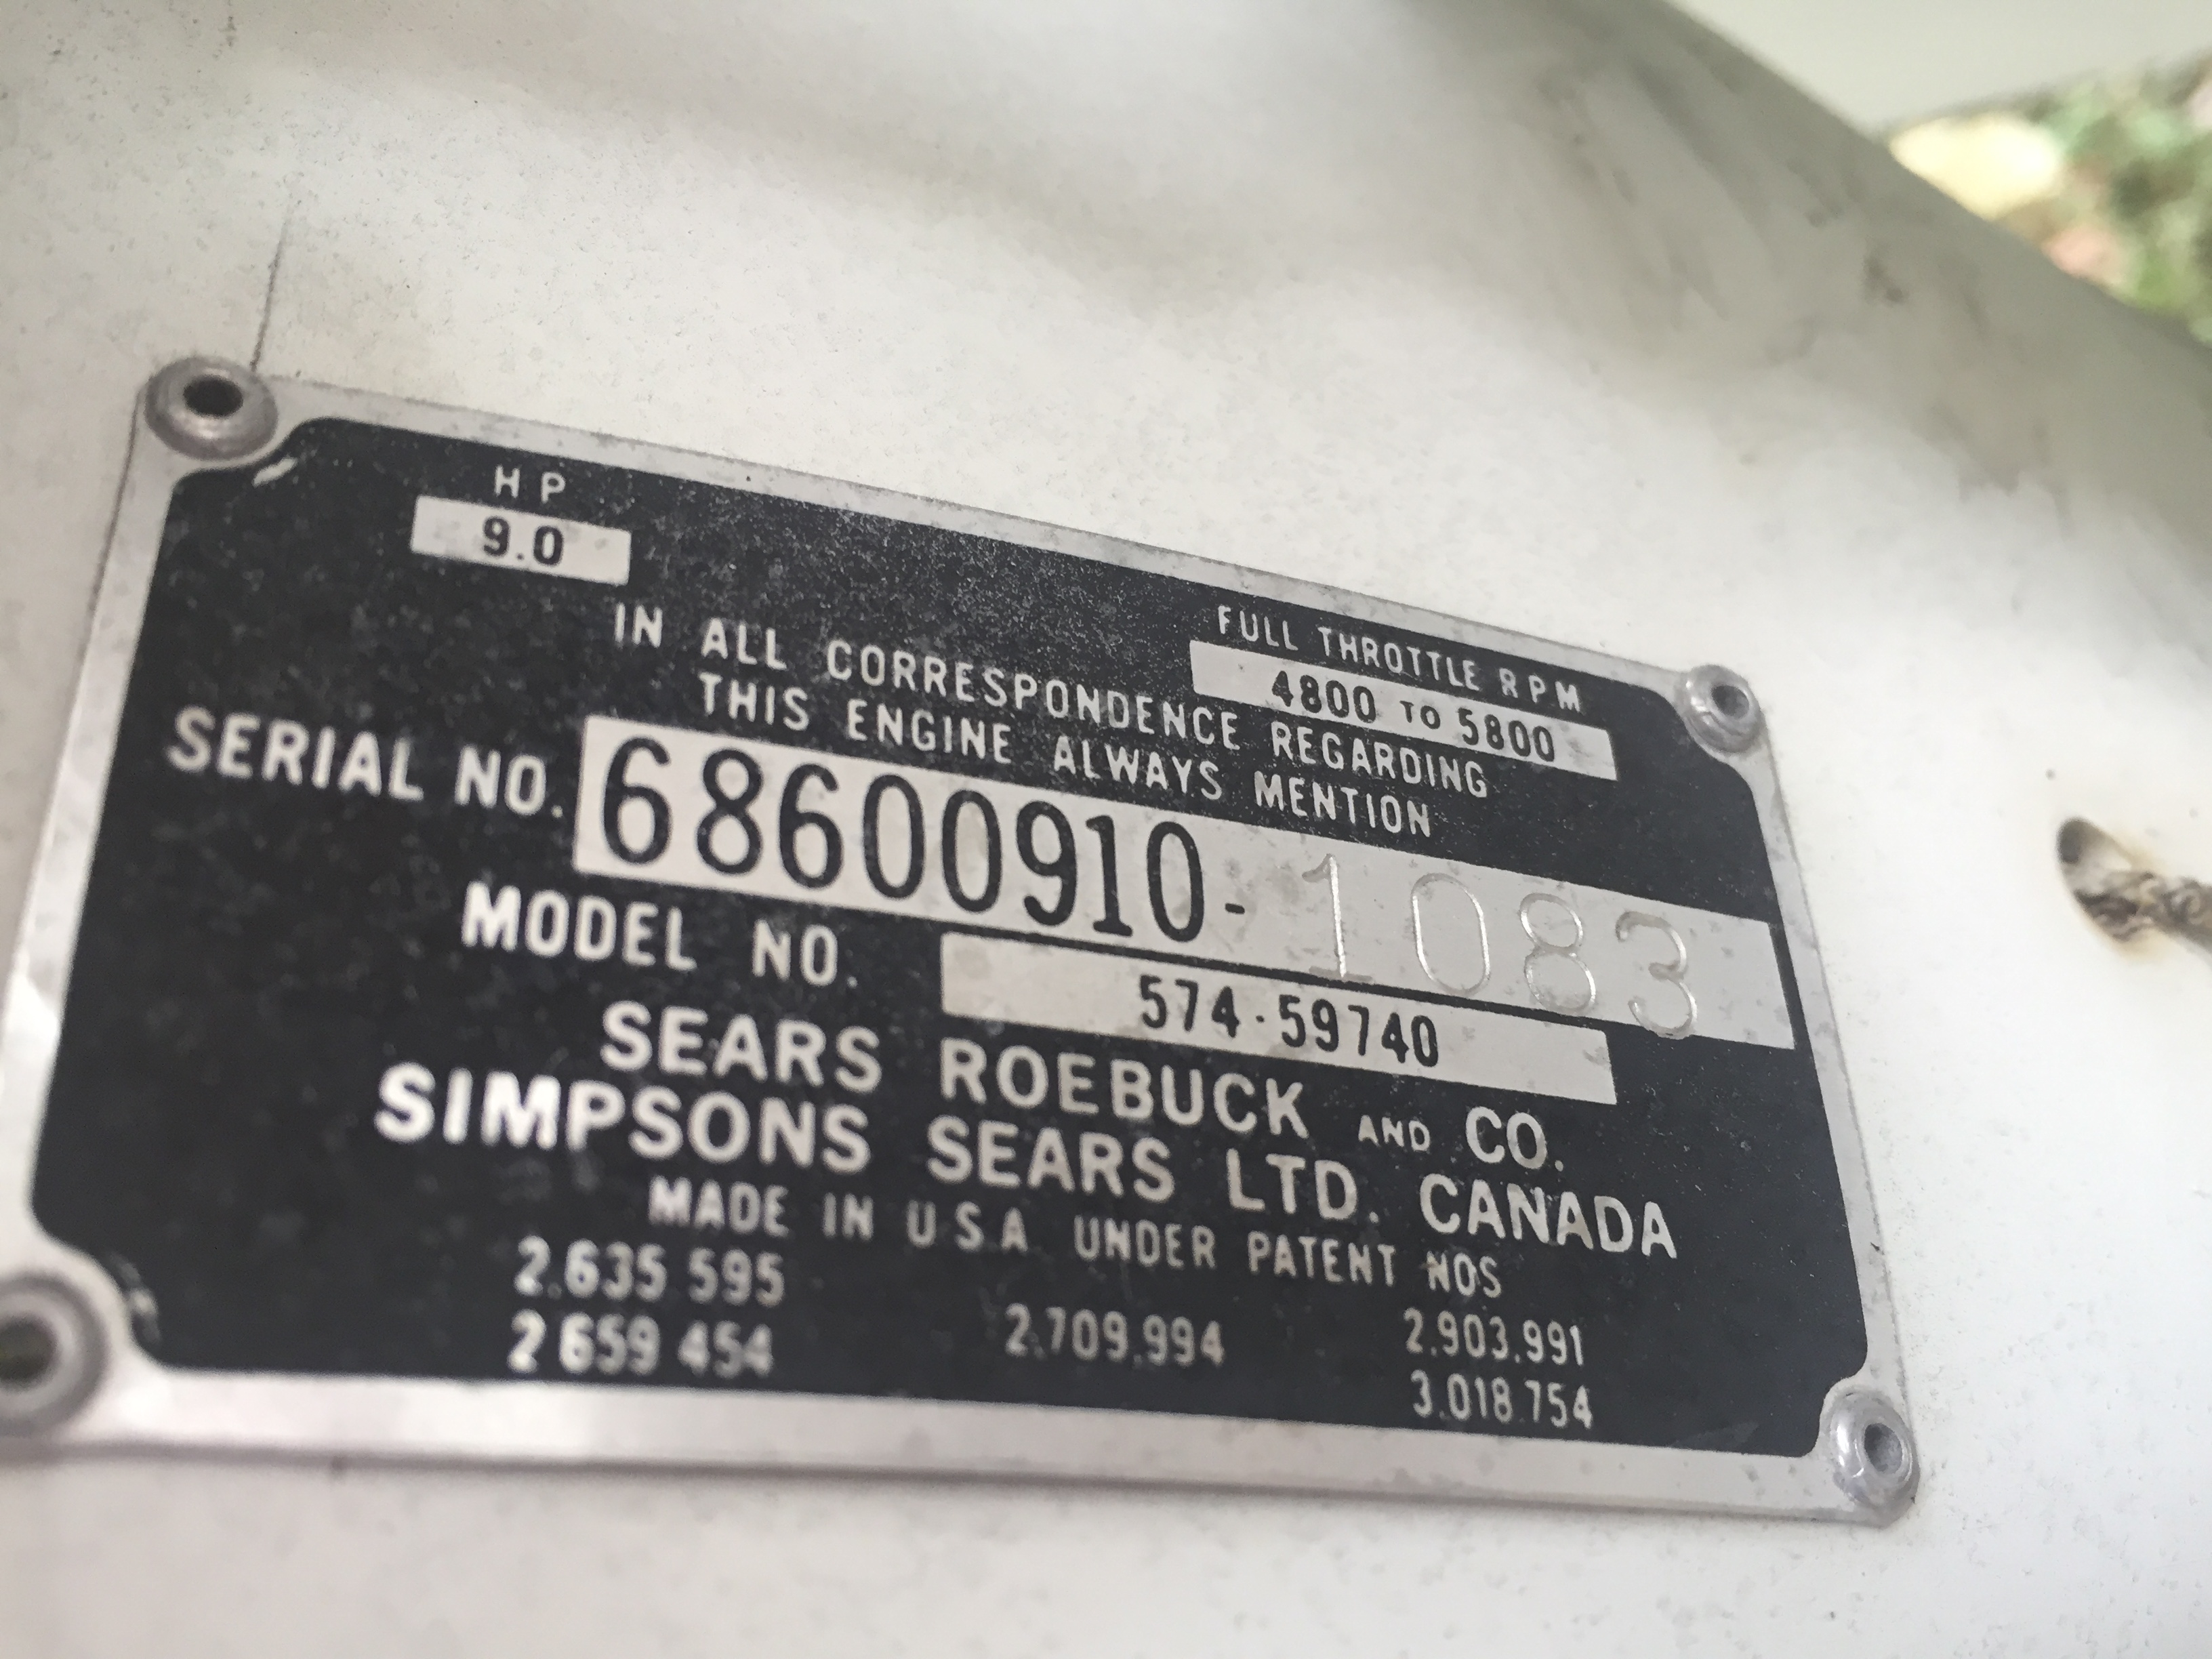 HP
9.0
FULL THROTTLE RPM
4800 TO 5800
IN ALL CORRESPONDENCE REGARDING
THIS ENGINE ALWAYS MENTION
SERIAL NO. 68600910-1083
MODEL NO. 574·59740
SEARS ROEBUCK AND CO.
SIMPSONS SEARS LTD. CANADA
MADE IN U.S.A. UNDER PATENT NOS
2.635 595
2 659 454 2.709.994 2.903.991
3.018.754